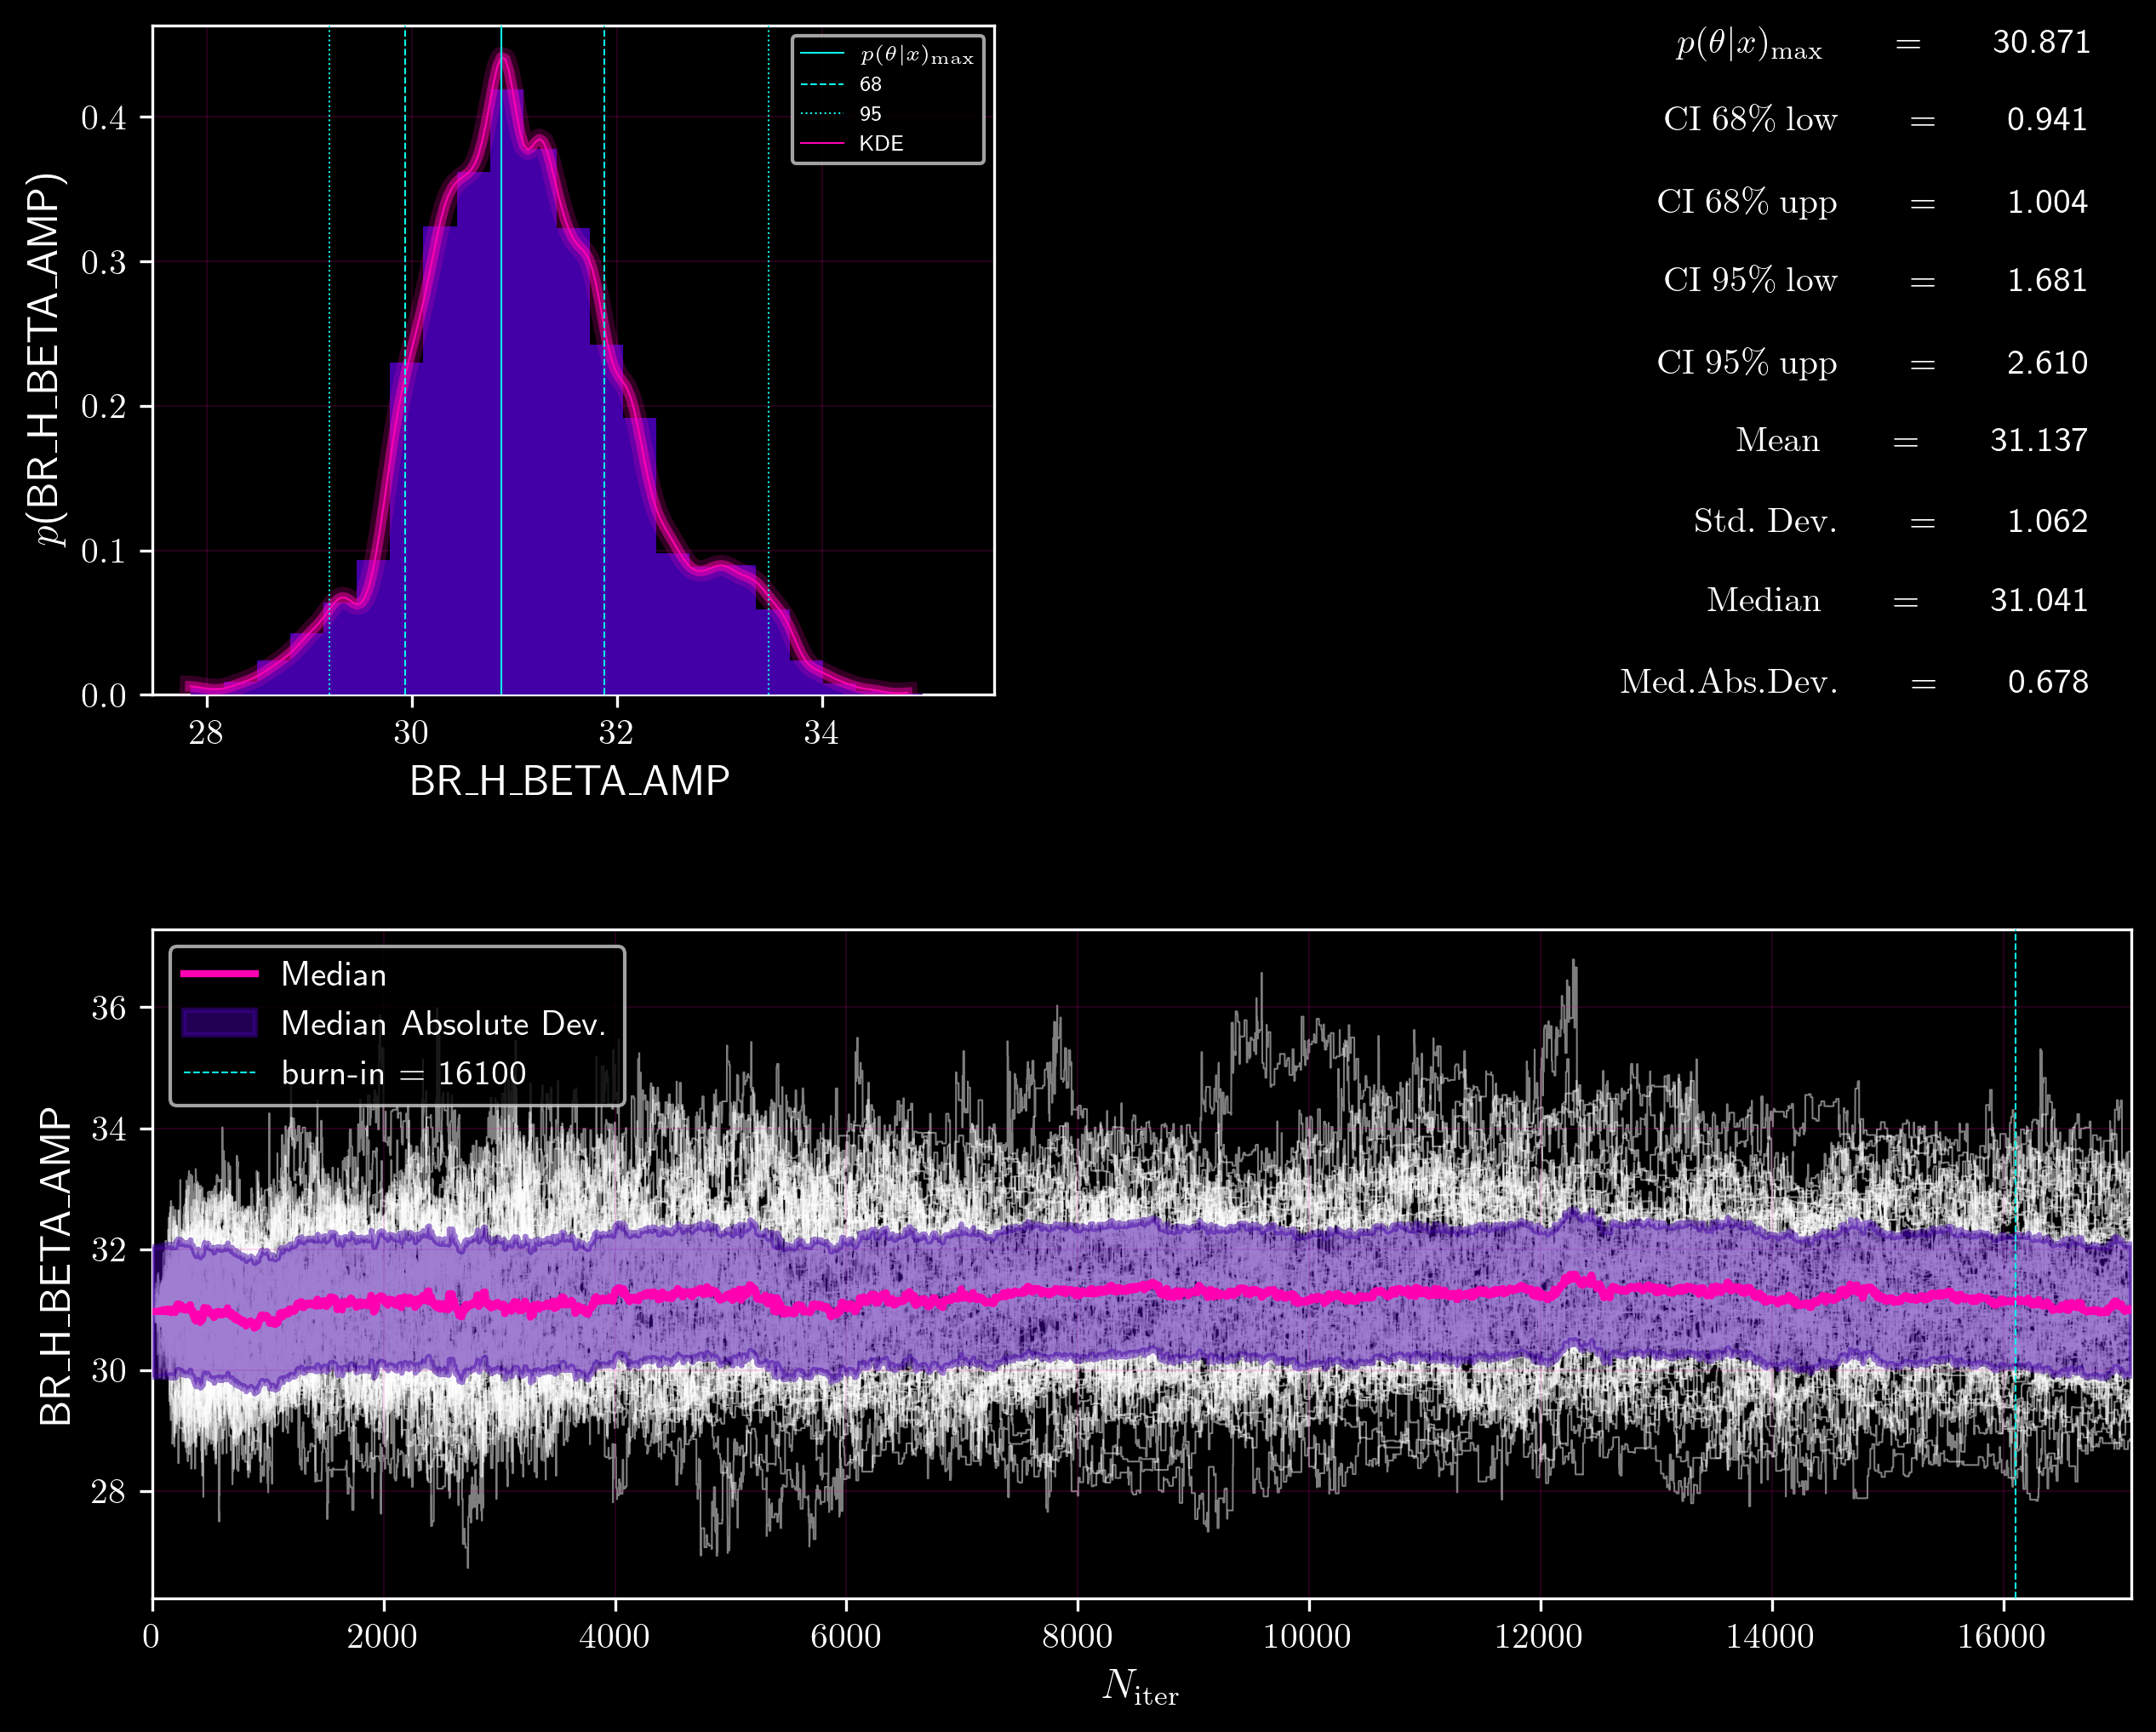 p(BR_H_BETA_AMP)
0.4
0.3
0.2
0.1
0.0
28 30 32 34
BR_H_BETA_AMP
p(θ|x)max
68
95
KDE
p(θ|x)max = 30.871
CI 68% low = 0.941
CI 68% upp = 1.004
CI 95% low = 1.681
CI 95% upp = 2.610
Mean = 31.137
Std. Dev. = 1.062
Median = 31.041
Med.Abs.Dev. = 0.678
BR_H_BETA_AMP
36
34
32
30
28
Median
Median Absolute Dev.
burn-in = 16100
0 2000 4000 6000 8000 10000 12000 14000 16000
Niter